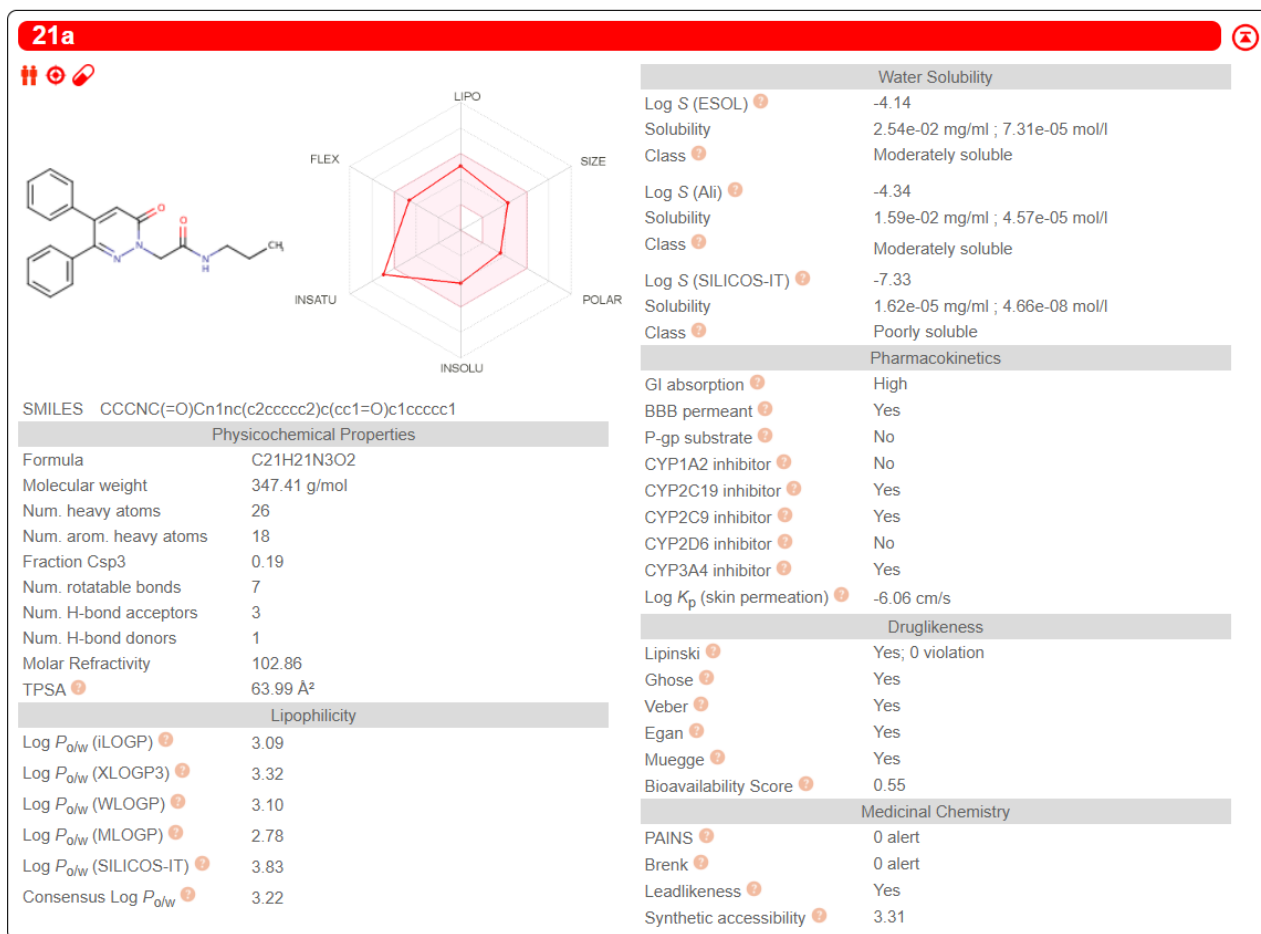 21a
LIPO
FLEX
SIZE
INSATU
POLAR
INSOLU
O
O
N
N
N
H
CH₃
SMILES CCCNC(=O)Cn1nc(c2ccccc2)c(cc1=O)c1ccccc1
Physicochemical Properties
Formula C21H21N3O2
Molecular weight 347.41 g/mol
Num. heavy atoms 26
Num. arom. heavy atoms 18
Fraction Csp3 0.19
Num. rotatable bonds 7
Num. H-bond acceptors 3
Num. H-bond donors 1
Molar Refractivity 102.86
TPSA ? 63.99 Å²
Lipophilicity
Log Po/w (iLOGP) ? 3.09
Log Po/w (XLOGP3) ? 3.32
Log Po/w (WLOGP) ? 3.10
Log Po/w (MLOGP) ? 2.78
Log Po/w (SILICOS-IT) ? 3.83
Consensus Log Po/w ? 3.22
Water Solubility
Log S (ESOL) ? -4.14
Solubility 2.54e-02 mg/ml ; 7.31e-05 mol/l
Class ? Moderately soluble
Log S (Ali) ? -4.34
Solubility 1.59e-02 mg/ml ; 4.57e-05 mol/l
Class ? Moderately soluble
Log S (SILICOS-IT) ? -7.33
Solubility 1.62e-05 mg/ml ; 4.66e-08 mol/l
Class ? Poorly soluble
Pharmacokinetics
GI absorption ? High
BBB permeant ? Yes
P-gp substrate ? No
CYP1A2 inhibitor ? No
CYP2C19 inhibitor ? Yes
CYP2C9 inhibitor ? Yes
CYP2D6 inhibitor ? No
CYP3A4 inhibitor ? Yes
Log Kp (skin permeation) ? -6.06 cm/s
Druglikeness
Lipinski ? Yes; 0 violation
Ghose ? Yes
Veber ? Yes
Egan ? Yes
Muegge ? Yes
Bioavailability Score ? 0.55
Medicinal Chemistry
PAINS ? 0 alert
Brenk ? 0 alert
Leadlikeness ? Yes
Synthetic accessibility ? 3.31